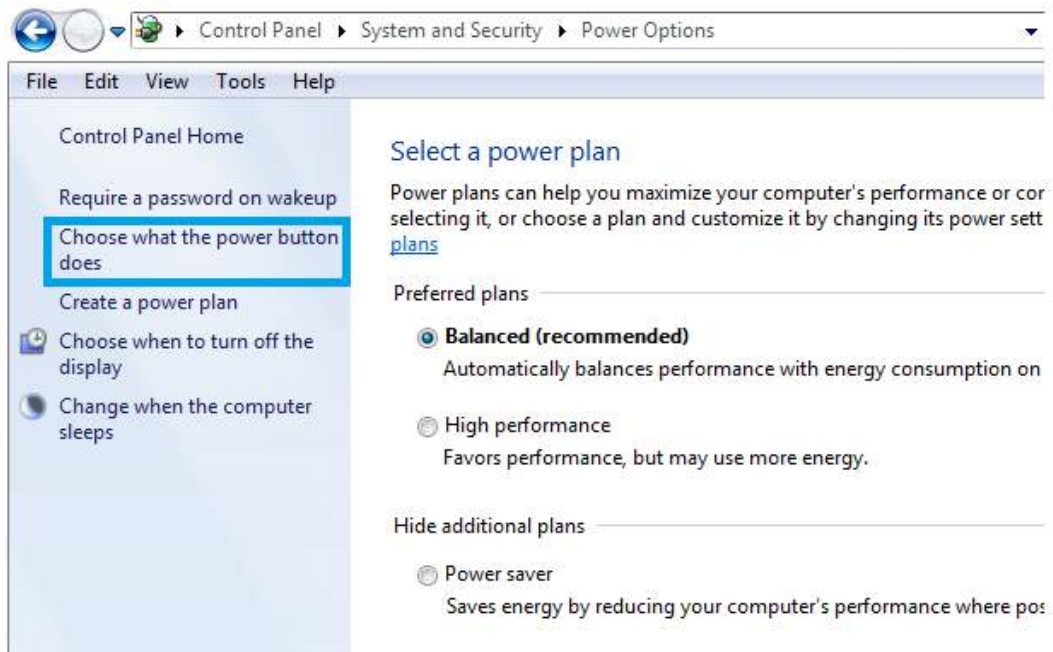 Control Panel System and Security Power Options
File Edit View Tools Help
Control Panel Home
Require a password on wakeup
Choose what the power button
does
Create a power plan
Choose when to turn off the
display
Change when the computer
sleeps
Select a power plan
Power plans can help you maximize your computer's performance or cor
selecting it, or choose a plan and customize it by changing its power sett
plans
Preferred plans
Balanced (recommended)
Automatically balances performance with energy consumption on
High performance
Favors performance, but may use more energy.
Hide additional plans
Power saver
Saves energy by reducing your computer's performance where pos